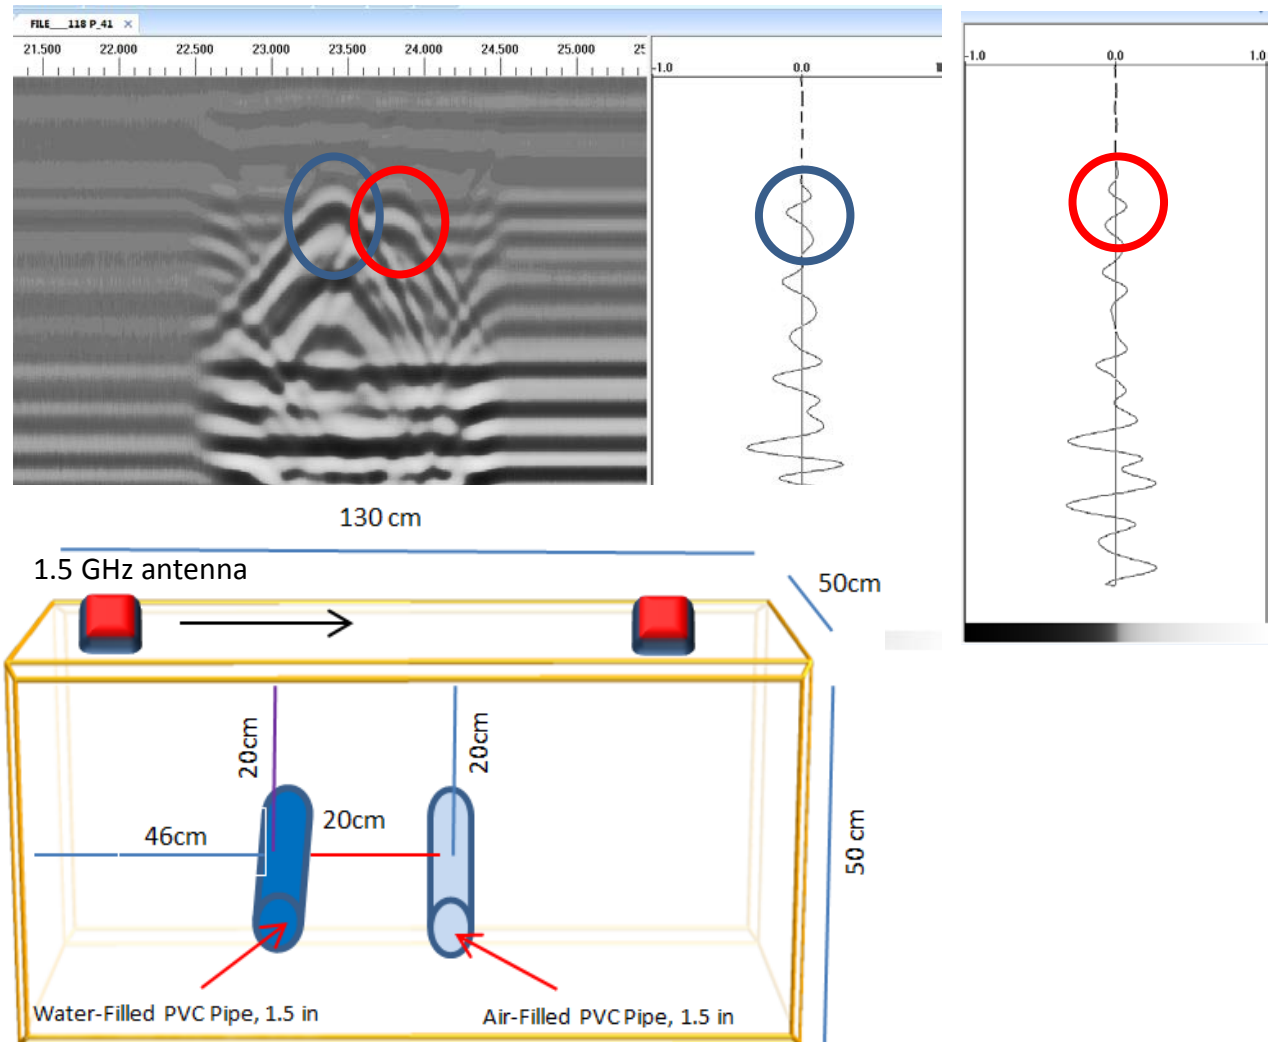 FILE___118 P_41 ×
21.500 22.000 22.500 23.000 23.500 24.000 24.500 25.000 25
-1.0 0.0
-1.0 0.0 1.0
130 cm
1.5 GHz antenna
50cm
20cm
20cm
46cm
20cm
50 cm
Water-Filled PVC Pipe, 1.5 in
Air-Filled PVC Pipe, 1.5 in